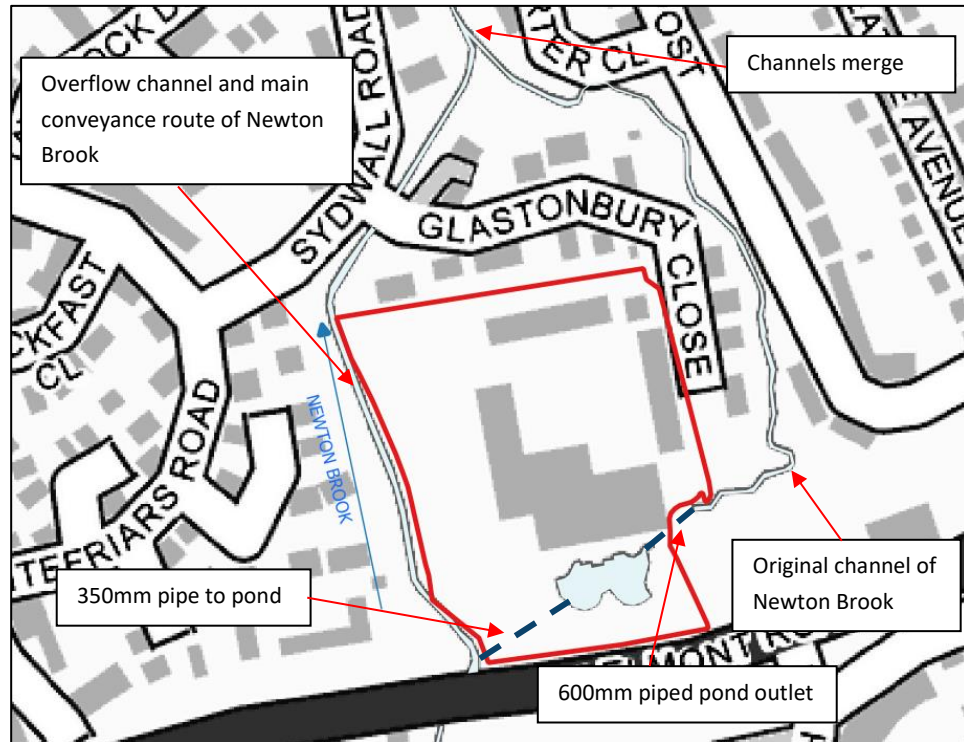 Overflow channel and main
conveyance route of Newton
Brook
Channels merge
SYDWALL ROAD
GLASTONBURY
CLOSE
CL
ROAD
NEWTON BROOK
350mm pipe to pond
Original channel of
Newton Brook
600mm piped pond outlet
AVENUE